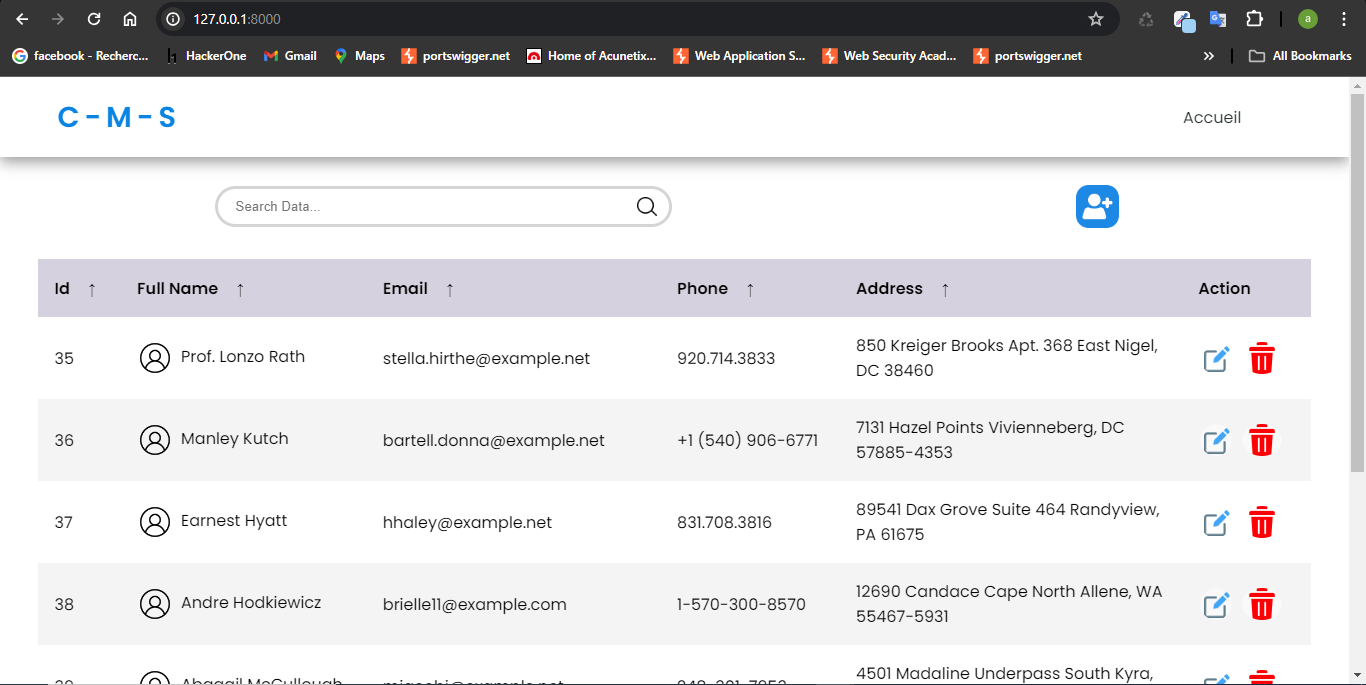 127.0.0.1:8000
facebook - Recherc... HackerOne Gmail Maps portswigger.net Home of Acunetix... Web Application S... Web Security Acad... portswigger.net » All Bookmarks
C - M - S Accueil
Search Data...
Id ↑ Full Name ↑ Email ↑ Phone ↑ Address ↑ Action
35 Prof. Lonzo Rath stella.hirthe@example.net 920.714.3833 850 Kreiger Brooks Apt. 368 East Nigel,
DC 38460
36 Manley Kutch bartell.donna@example.net +1 (540) 906-6771 7131 Hazel Points Vivienneberg, DC
57885-4353
37 Earnest Hyatt hhaley@example.net 831.708.3816 89541 Dax Grove Suite 464 Randyview,
PA 61675
38 Andre Hodkiewicz brielle11@example.com 1-570-300-8570 12690 Candace Cape North Allene, WA
55467-5931
4501 Madaline Underpass South Kyra,